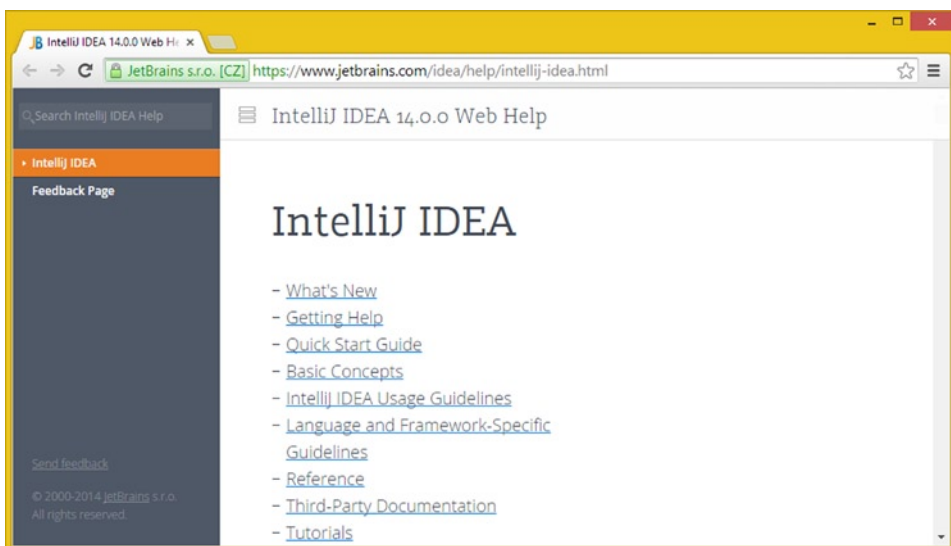 JB IntelliJ IDEA 14.0.0 Web He
JetBrains s.r.o. [CZ] https://www.jetbrains.com/idea/help/intellij-idea.html
Search IntelliJ IDEA Help
IntelliJ IDEA 14.0.0 Web Help
IntelliJ IDEA
Feedback Page
IntelliJ IDEA
– What's New
– Getting Help
– Quick Start Guide
– Basic Concepts
– IntelliJ IDEA Usage Guidelines
– Language and Framework-Specific
Guidelines
– Reference
– Third-Party Documentation
– Tutorials
Send feedback
© 2000-2014 JetBrains s.r.o.
All rights reserved.